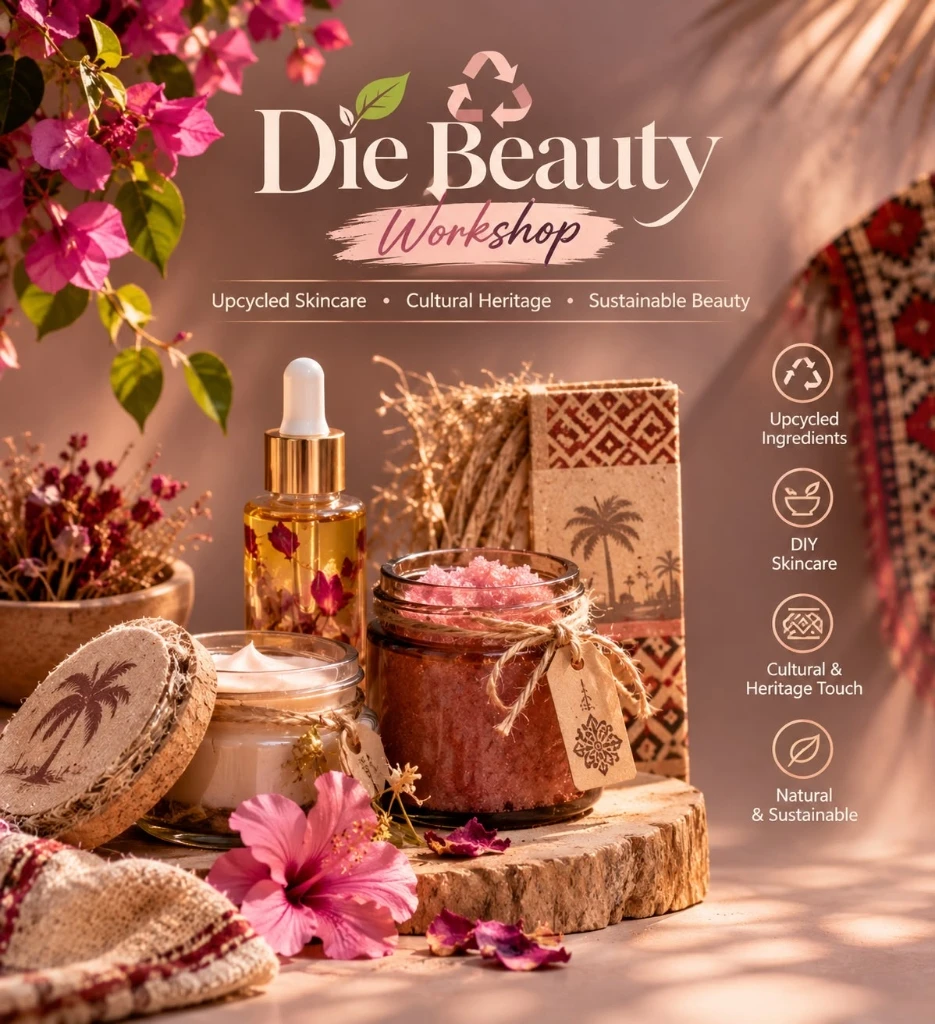 Die Beauty
Workshop
Upcycled Skincare • Cultural Heritage • Sustainable Beauty
Upcycled
Ingredients
DIY
Skincare
Cultural &
Heritage Touch
Natural
& Sustainable